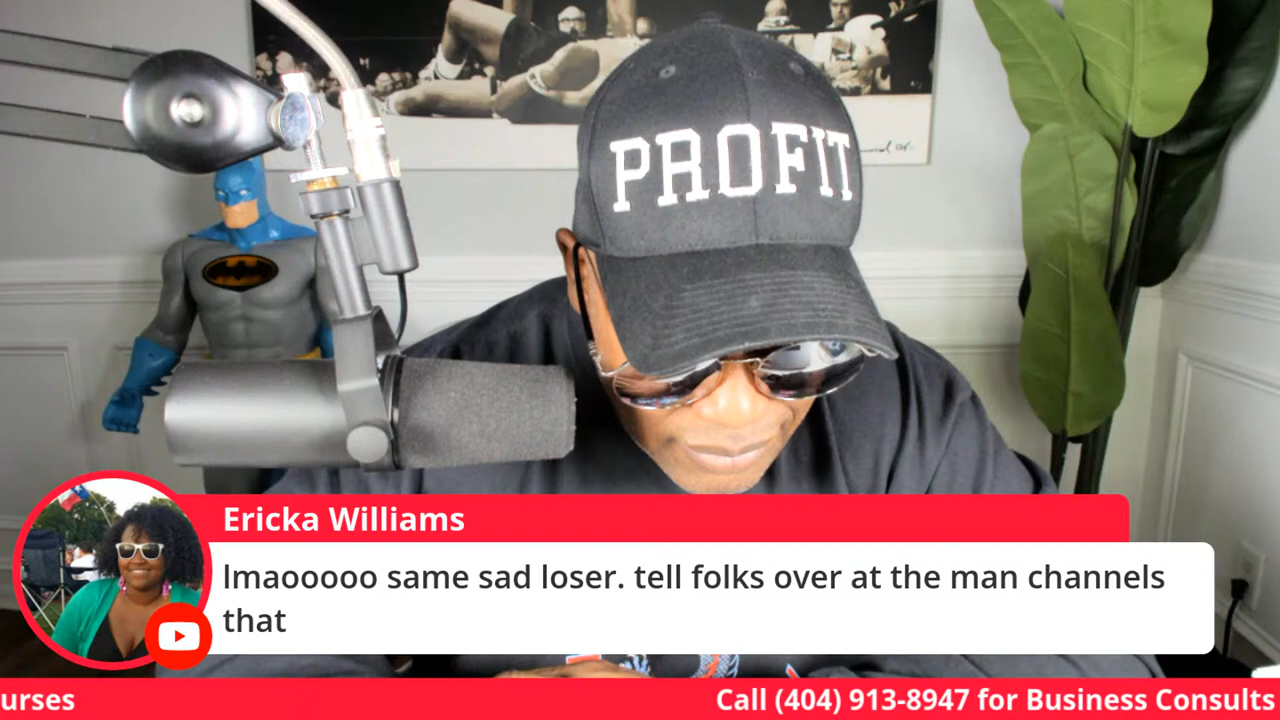 PROFIT
Ericka Williams
lmaooooo same sad loser. tell folks over at the man channels
that
urses
Call (404) 913-8947 for Business Consults